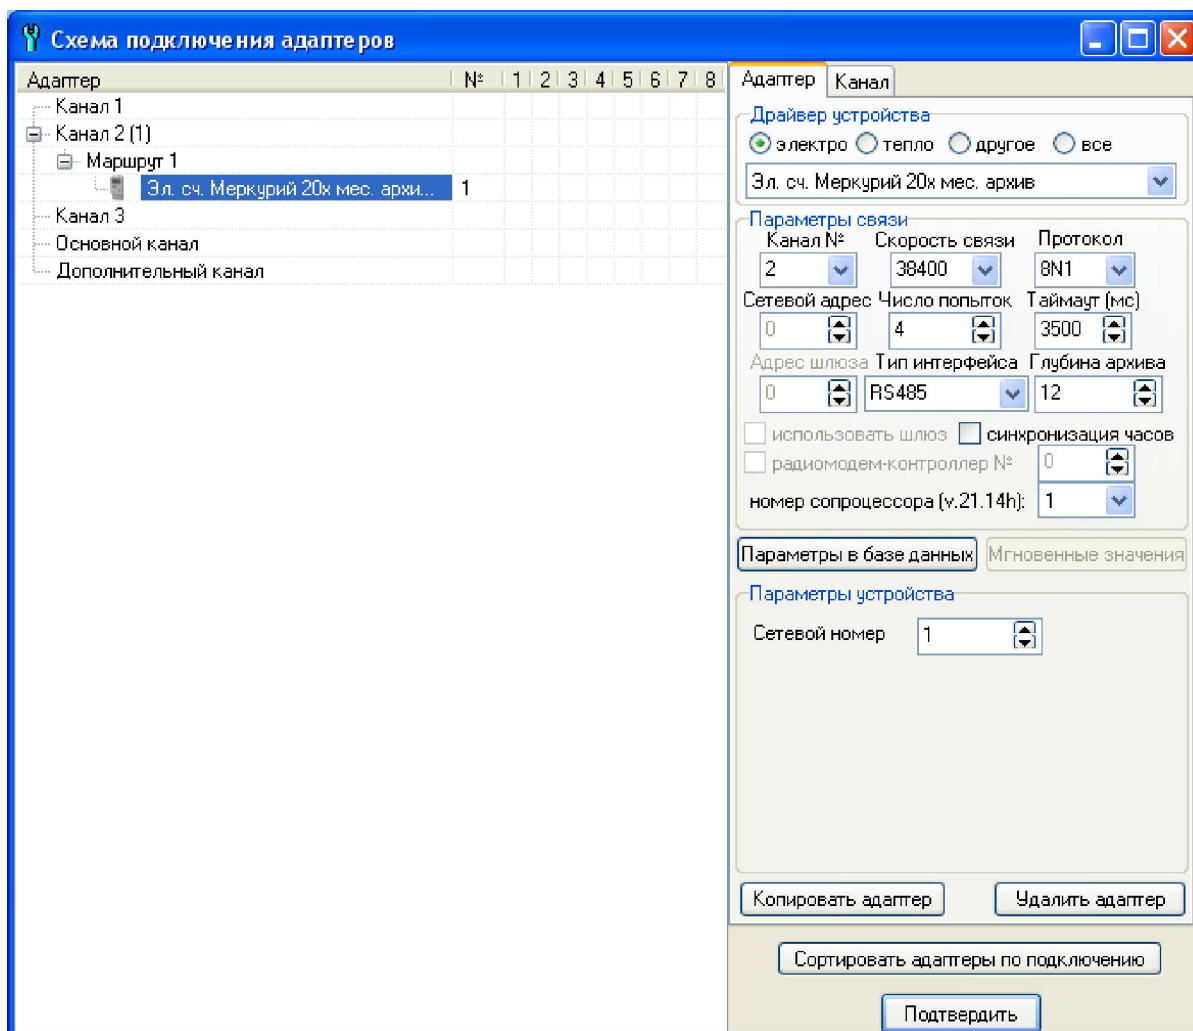 Схема подключения адаптеров
Адаптер № 1 2 3 4 5 6 7 8
Канал 1
Канал 2 (1)
Маршрут 1
Эл. сч. Меркурий 20х мес. архи... 1
Канал 3
Основной канал
Дополнительный канал
Адаптер Канал
Драйвер устройства
электро тепло другое все
Эл. сч. Меркурий 20х мес. архив
Параметры связи
Канал № Скорость связи Протокол
2 38400 8N1
Сетевой адрес Число попыток Таймаут (мс)
0 4 3500
Адрес шлюза Тип интерфейса Глубина архива
0 RS485 12
использовать шлюз синхронизация часов
радиомодем-контроллер № 0
номер сопроцессора (v.21.14h): 1
Параметры в базе данных Мгновенные значения
Параметры устройства
Сетевой номер 1
Копировать адаптер Удалить адаптер
Сортировать адаптеры по подключению
Подтвердить